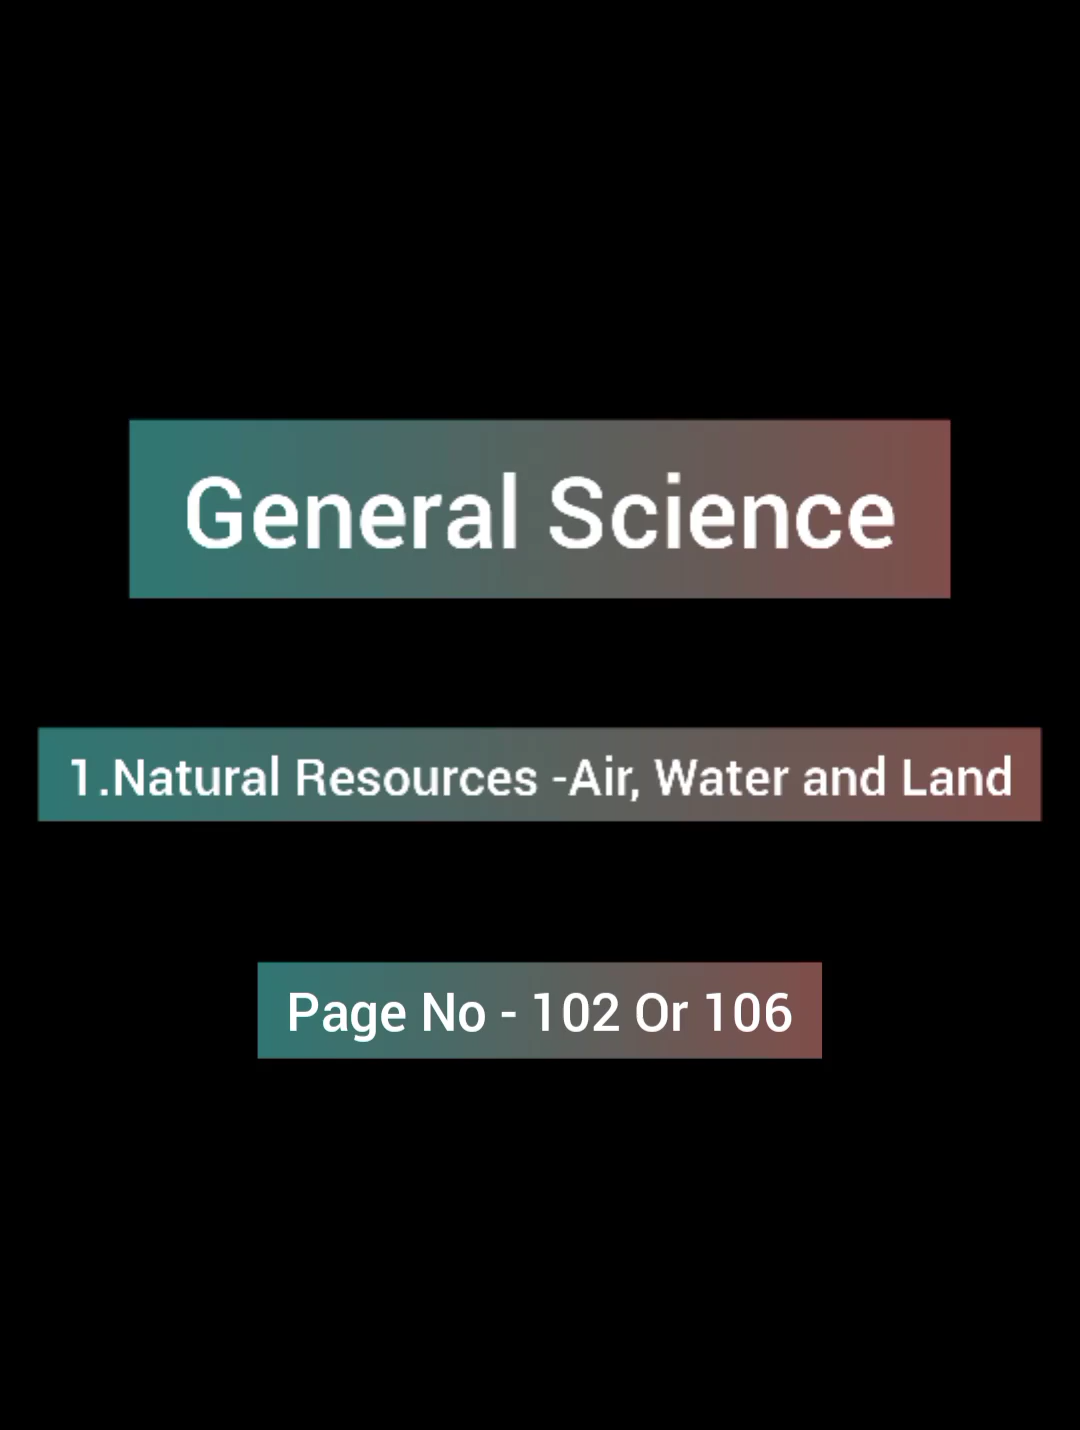 General Science
1.Natural Resources -Air, Water and Land
Page No - 102 Or 106